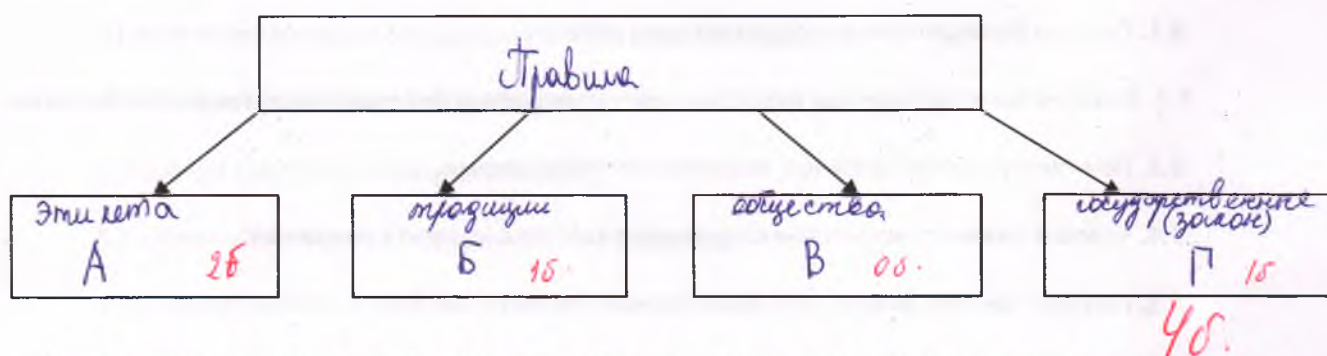 Правила
этикета
А 2б
традиции
Б 1б.
общества
В 0б.
государственные
(закон)
Г 1б
4б.